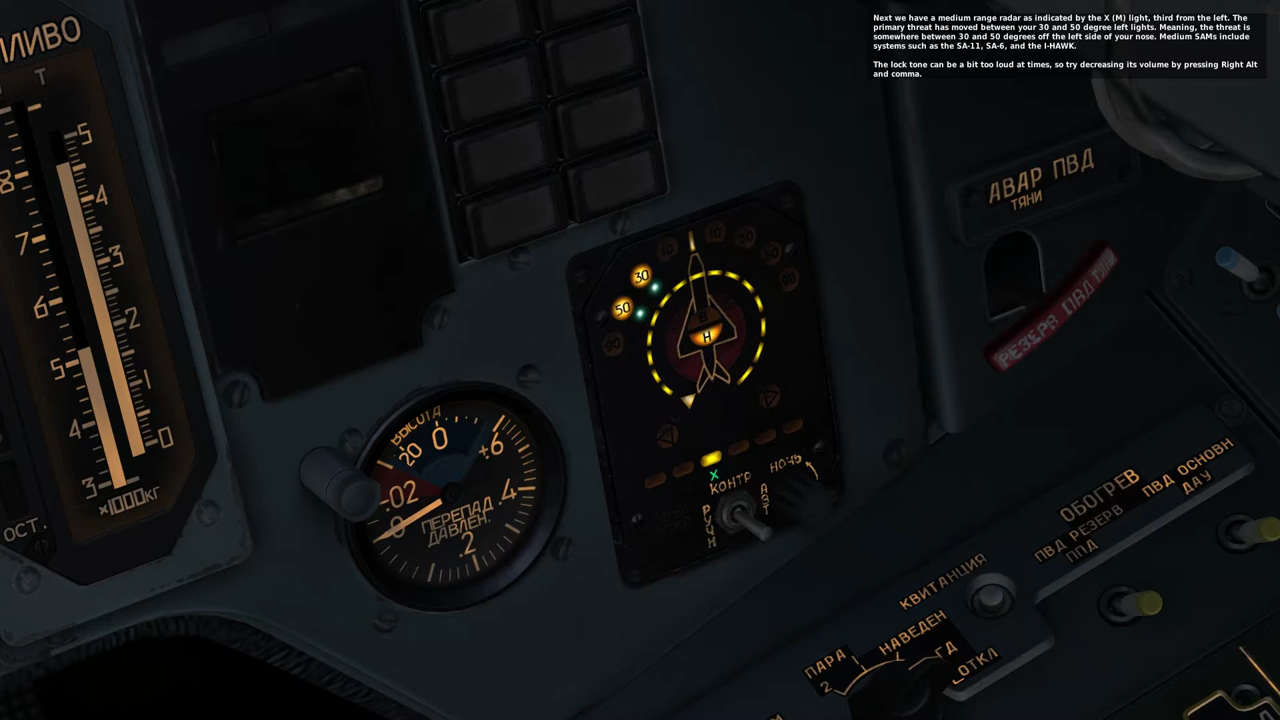 Next we have a medium range radar as indicated by the X (M) light, third from the left. The
primary threat has moved between your 30 and 50 degree left lights. Meaning, the threat is
somewhere between 30 and 50 degrees off the left side of your nose. Medium SAMs include
systems such as the SA-11, SA-6, and the I-HAWK.
The lock tone can be a bit too loud at times, so try decreasing its volume by pressing Right Alt
and comma.
ЛИВО
Т
8
7
6
5
4
3
5
4
3
2
1
0
×1000кг
ОСТ.
ВЫСОТА
20
0
-02
0
+6
.4
.2
ПЕРЕПАД
ДАВЛЕН.
10
10
30
30
50
50
90
90
В
Н
X
КОНТР
НОЧЬ
РУЧН
АВТ
АВАР ПВД
ТЯНИ
РЕЗЕРВ ПВД ТЯНИ
ОБОГРЕВ
ПВД ОСНОВН
ДАУ
ПВД РЕЗЕРВ
ППД
КВИТАНЦИЯ
НАВЕДЕН
ПАРА
2
ГД
ОТКЛ